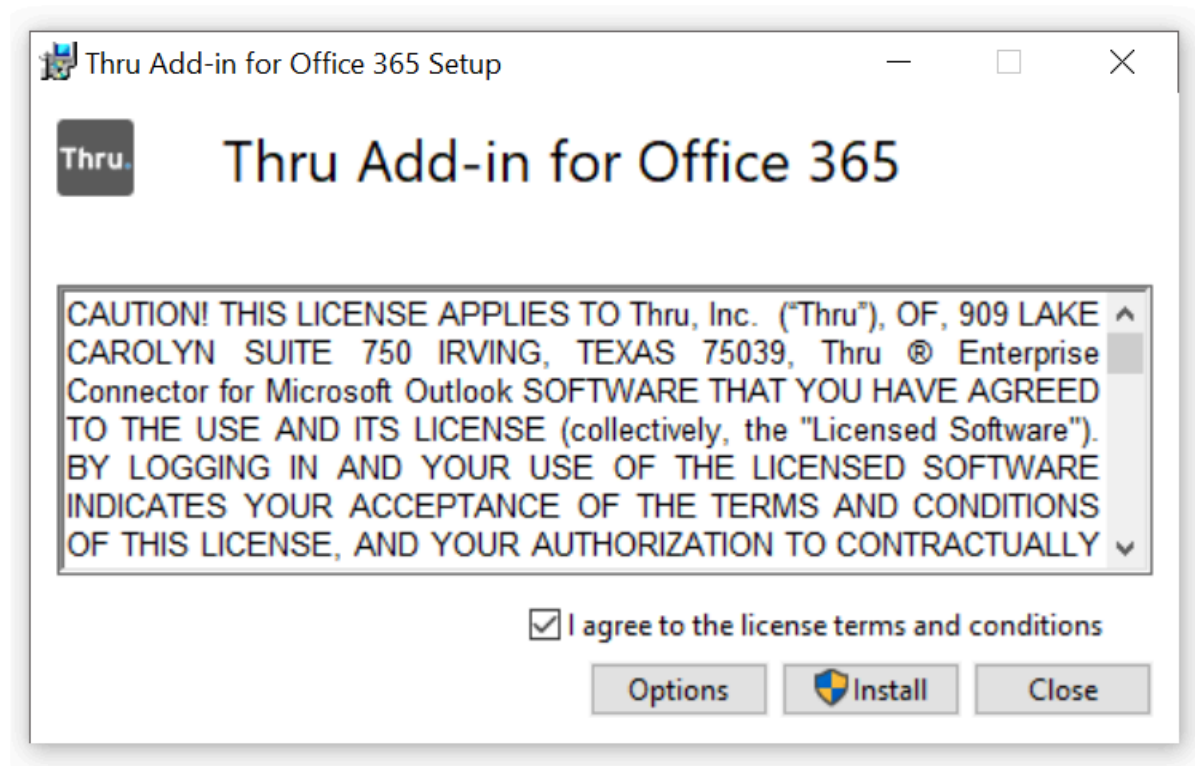 Thru Add-in for Office 365 Setup
Thru.
Thru Add-in for Office 365
CAUTION! THIS LICENSE APPLIES TO Thru, Inc. (“Thru”), OF, 909 LAKE
CAROLYN SUITE 750 IRVING, TEXAS 75039, Thru ® Enterprise
Connector for Microsoft Outlook SOFTWARE THAT YOU HAVE AGREED
TO THE USE AND ITS LICENSE (collectively, the "Licensed Software").
BY LOGGING IN AND YOUR USE OF THE LICENSED SOFTWARE
INDICATES YOUR ACCEPTANCE OF THE TERMS AND CONDITIONS
OF THIS LICENSE, AND YOUR AUTHORIZATION TO CONTRACTUALLY
I agree to the license terms and conditions
Options Install Close